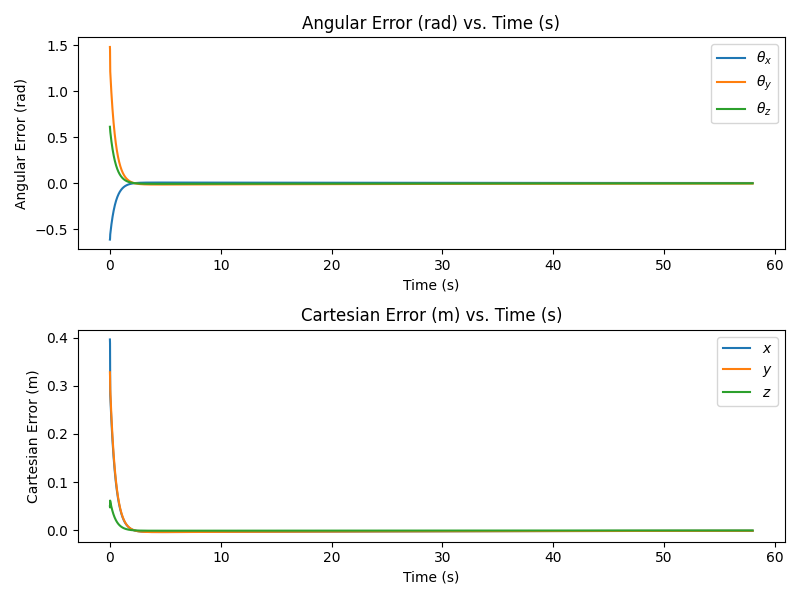 Angular Error (rad) vs. Time (s)
Angular Error (rad)
1.5
1.0
0.5
0.0
−0.5
θx
θy
θz
0 10 20 30 40 50 60
Time (s)
Cartesian Error (m) vs. Time (s)
Cartesian Error (m)
0.4
0.3
0.2
0.1
0.0
x
y
z
0 10 20 30 40 50 60
Time (s)